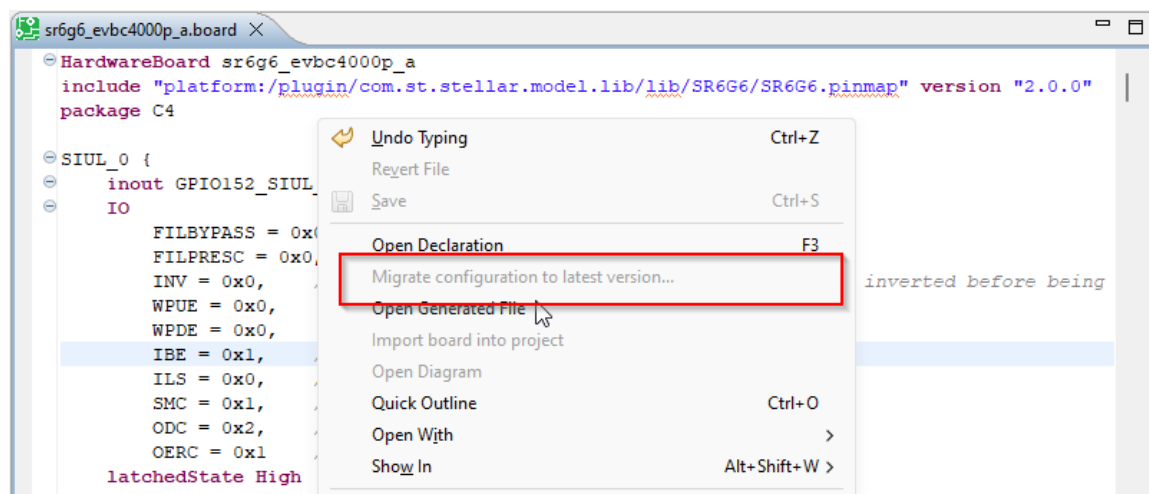 sr6g6_evbc4000p_a.board
HardwareBoard sr6g6_evbc4000p_a
include "platform:/plugin/com.st.stellar.model.lib/lib/SR6G6/SR6G6.pinmap" version "2.0.0"
package C4
SIUL_0 {
inout GPIO152_SIUL_
IO
FILBYPASS = 0x0
FILPRESC = 0x0,
INV = 0x0, / inverted before being
WPUE = 0x0,
WPDE = 0x0,
IBE = 0x1, /
ILS = 0x0, /
SMC = 0x1, /
ODC = 0x2, /
OERC = 0x1 /
latchedState High
Undo Typing Ctrl+Z
Revert File
Save Ctrl+S
Open Declaration F3
Migrate configuration to latest version...
Open Generated File
Import board into project
Open Diagram
Quick Outline Ctrl+O
Open With >
Show In Alt+Shift+W >